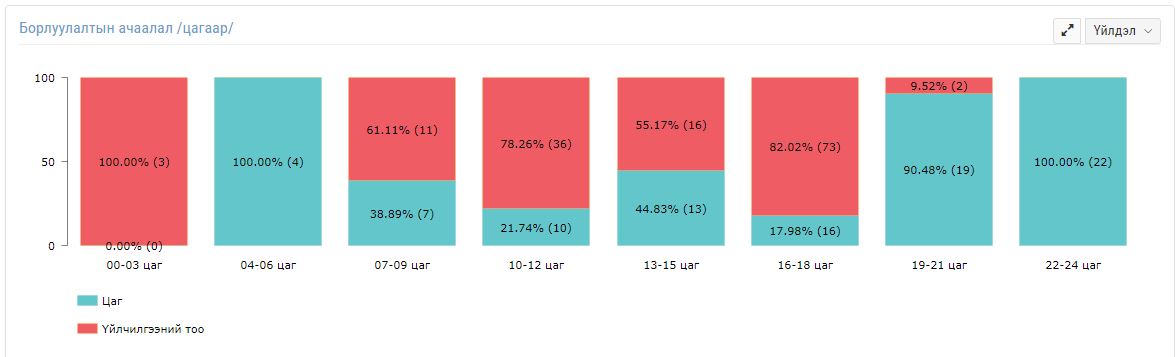 Борлуулалтын ачаалал /цагаар/
Үйлдэл
100
50
0
100.00% (3)
0.00% (0)
100.00% (4)
61.11% (11)
38.89% (7)
78.26% (36)
21.74% (10)
55.17% (16)
44.83% (13)
82.02% (73)
17.98% (16)
9.52% (2)
90.48% (19)
100.00% (22)
00-03 цаг
04-06 цаг
07-09 цаг
10-12 цаг
13-15 цаг
16-18 цаг
19-21 цаг
22-24 цаг
Цаг
Үйлчилгээний тоо